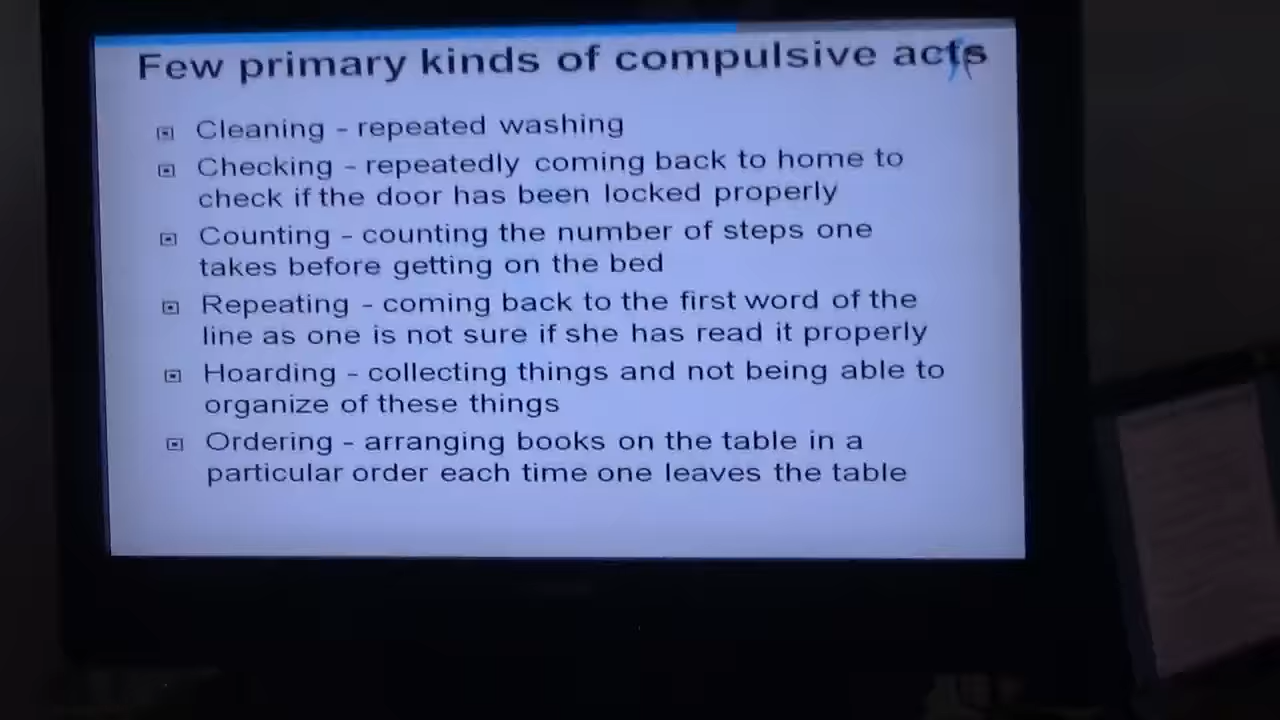 Few primary kinds of compulsive acts
Cleaning - repeated washing
Checking - repeatedly coming back to home to
check if the door has been locked properly
Counting - counting the number of steps one
takes before getting on the bed
Repeating - coming back to the first word of the
line as one is not sure if she has read it properly
Hoarding - collecting things and not being able to
organize of these things
Ordering - arranging books on the table in a
particular order each time one leaves the table